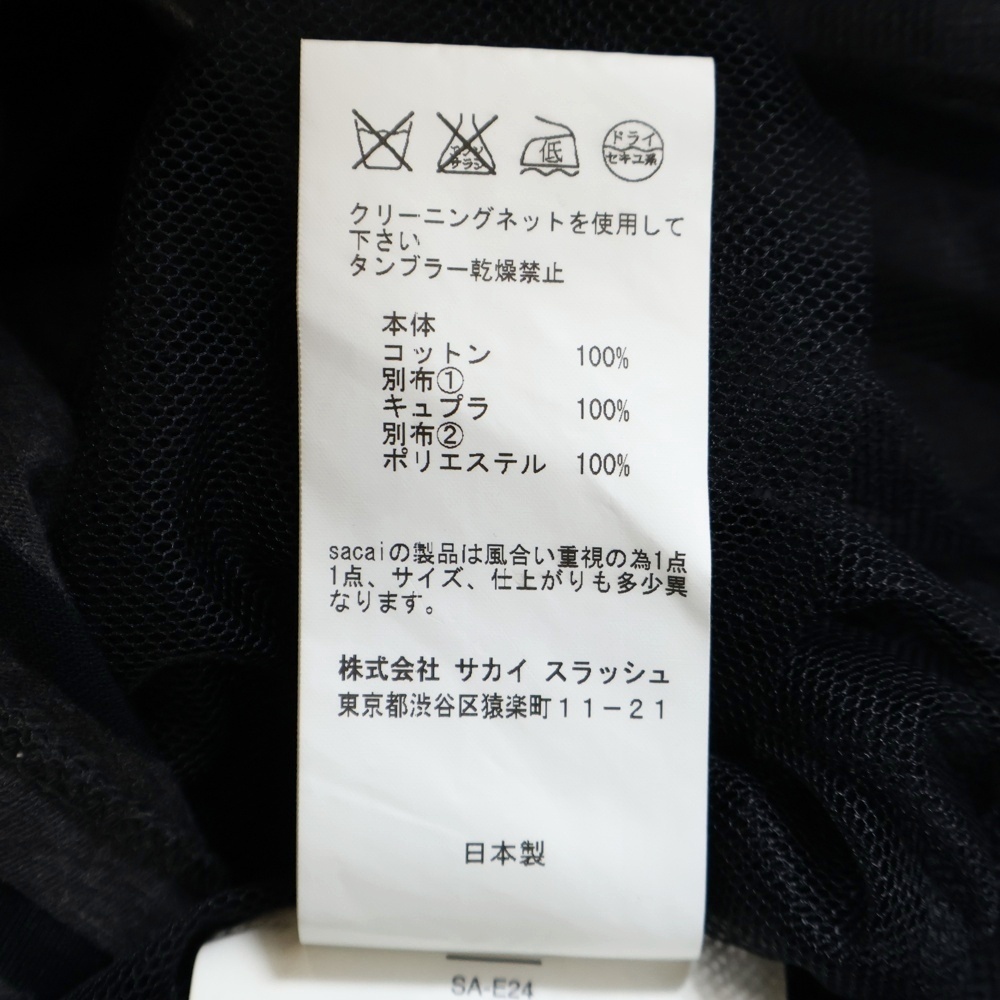 低 ドライ
セキユ系
クリーニングネットを使用して
下さい
タンブラー乾燥禁止
本体
コットン 100%
別布①
キュプラ 100%
別布②
ポリエステル 100%
sacaiの製品は風合い重視の為1点
1点、サイズ、仕上がりも多少異
なります。
株式会社 サカイ スラッシュ
東京都渋谷区猿楽町11-21
日本製
SA-E24